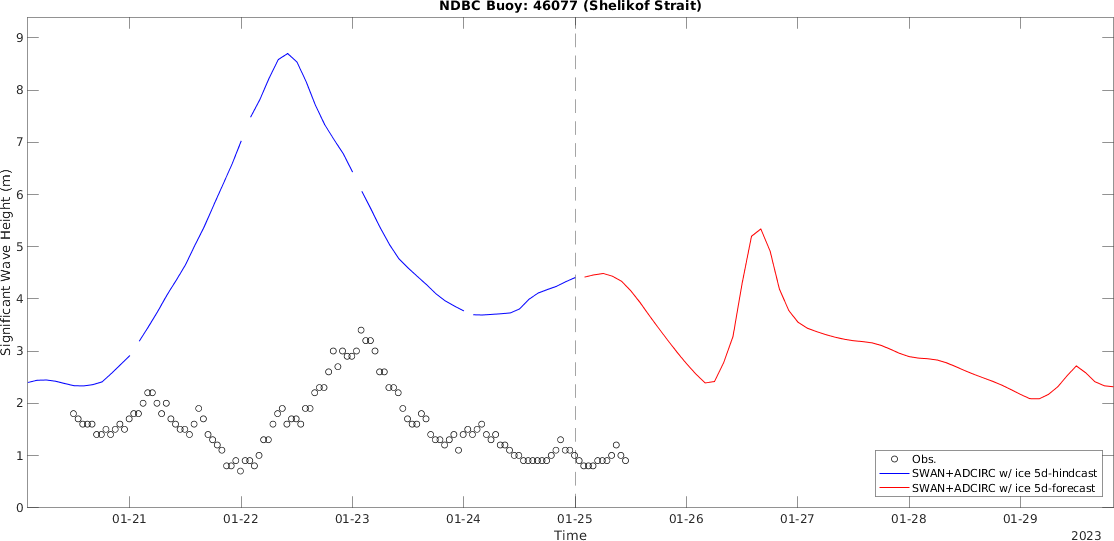 NDBC Buoy: 46077 (Shelikof Strait)
9
8
7
6
5
4
3
2
1
0
Significant Wave Height (m)
01-21 01-22 01-23 01-24 01-25 01-26 01-27 01-28 01-29
Time
2023
Obs.
SWAN+ADCIRC w/ ice 5d-hindcast
SWAN+ADCIRC w/ ice 5d-forecast